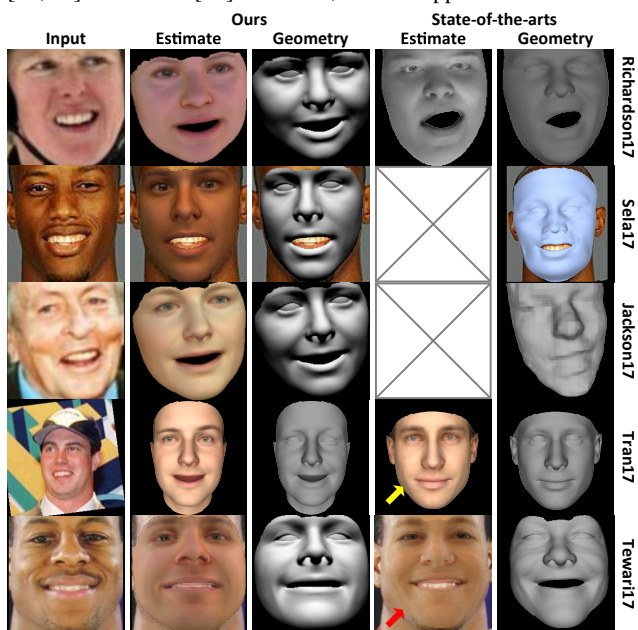 Ours State-of-the-arts
Input Estimate Geometry Estimate Geometry
Richardson17
Sela17
Jackson17
Tran17
Tewari17